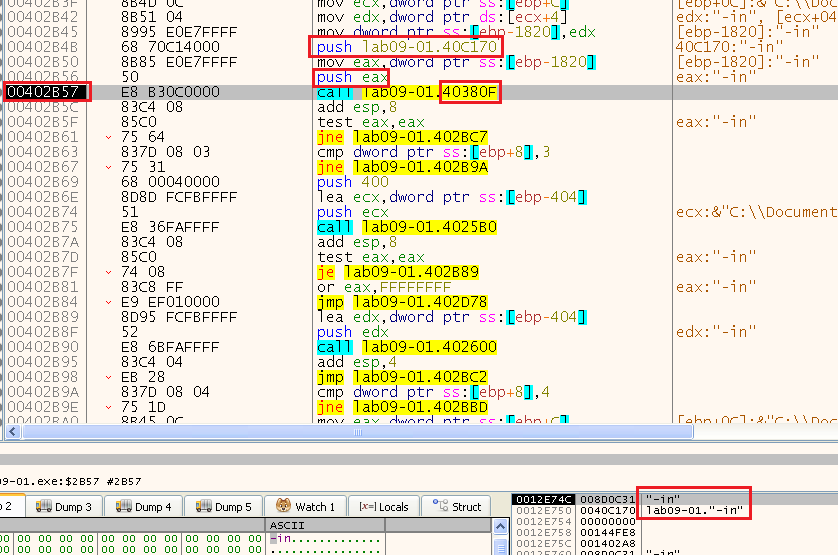 8B4D 0C mov ecx,dword ptr ss:[ebp+C] [ebp+0C]:&"C:\\Do
00402B42 8B51 04 mov edx,dword ptr ds:[ecx+4] edx:"-in", [ecx+04]
00402B45 8995 E0E7FFFF mov dword ptr ss:[ebp-1820],edx [ebp-1820]:"-in"
00402B4B 68 70C14000 push lab09-01.40C170 40C170:"-in"
00402B50 8B85 E0E7FFFF mov eax,dword ptr ss:[ebp-1820] [ebp-1820]:"-in"
00402B56 50 push eax eax:"-in"
00402B57 E8 B30C0000 call lab09-01.40380F
00402B5C 83C4 08 add esp,8
00402B5F 85C0 test eax,eax eax:"-in"
00402B61 75 64 jne lab09-01.402BC7
00402B63 837D 08 03 cmp dword ptr ss:[ebp+8],3
00402B67 75 31 jne lab09-01.402B9A
00402B69 68 00040000 push 400
00402B6E 8D8D FCFBFFFF lea ecx,dword ptr ss:[ebp-404]
00402B74 51 push ecx ecx:&"C:\\Document
00402B75 E8 36FAFFFF call lab09-01.4025B0
00402B7A 83C4 08 add esp,8
00402B7D 85C0 test eax,eax eax:"-in"
00402B7F 74 08 je lab09-01.402B89
00402B81 83C8 FF or eax,FFFFFFFF eax:"-in"
00402B84 E9 EF010000 jmp lab09-01.402D78
00402B89 8D95 FCFBFFFF lea edx,dword ptr ss:[ebp-404]
00402B8F 52 push edx edx:"-in"
00402B90 E8 6BFAFFFF call lab09-01.402600
00402B95 83C4 04 add esp,4
00402B98 EB 28 jmp lab09-01.402BC2
00402B9A 837D 08 04 cmp dword ptr ss:[ebp+8],4
00402B9E 75 1D jne lab09-01.402BBD
00402BA0 8B45 0C mov eax,dword ptr ss:[ebp+C] [ebp+0C]:&"C:\\Do
09-01.exe:$2B57 #2B57
p 2 Dump 3 Dump 4 Dump 5 Watch 1 [x=] Locals Struct
ASCII
00 00 00 00 00 00 00 00 00 00 00 00 -in.............
00 00 00 00 00 00 00 00 00 00 00 00 ................
0012E74C 008D0C31 "-in"
0012E750 0040C170 lab09-01."-in"
0012E754 00000000
0012E758 00144FE8
0012E75C 001402A8